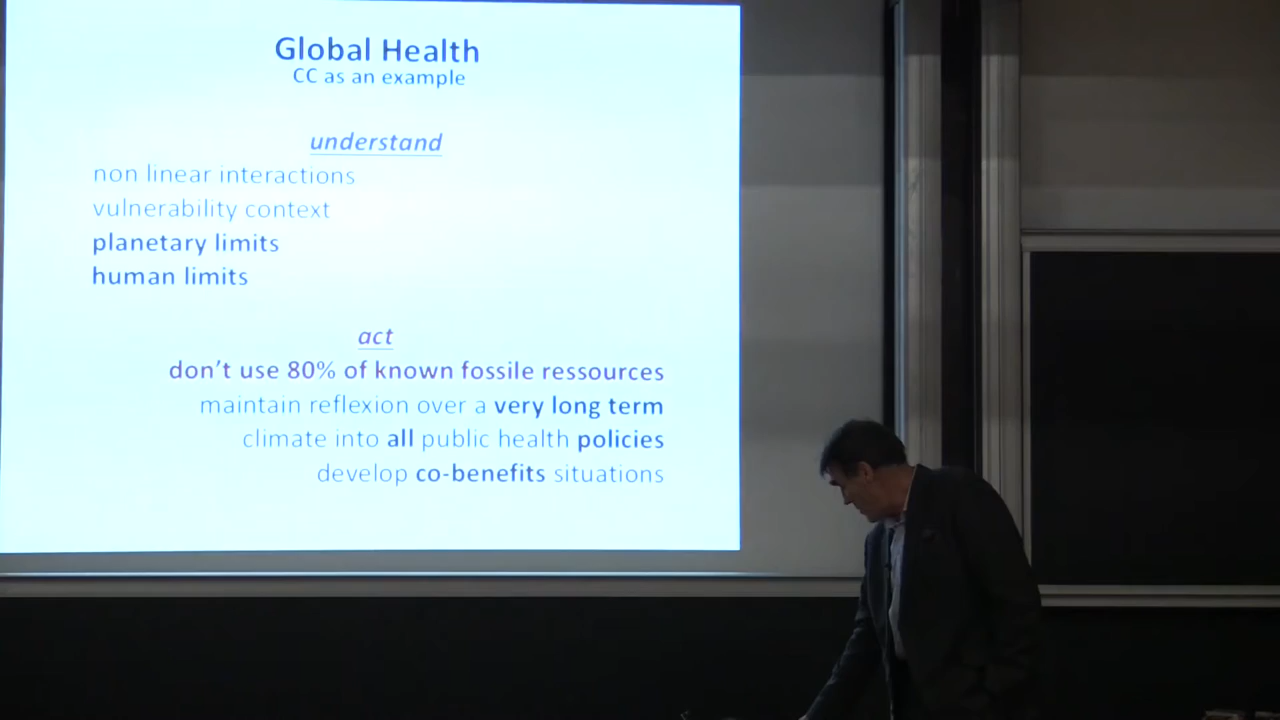 Global Health
CC as an example
understand
non linear interactions
vulnerability context
planetary limits
human limits
act
don't use 80% of known fossile ressources
maintain reflexion over a very long term
climate into all public health policies
develop co-benefits situations